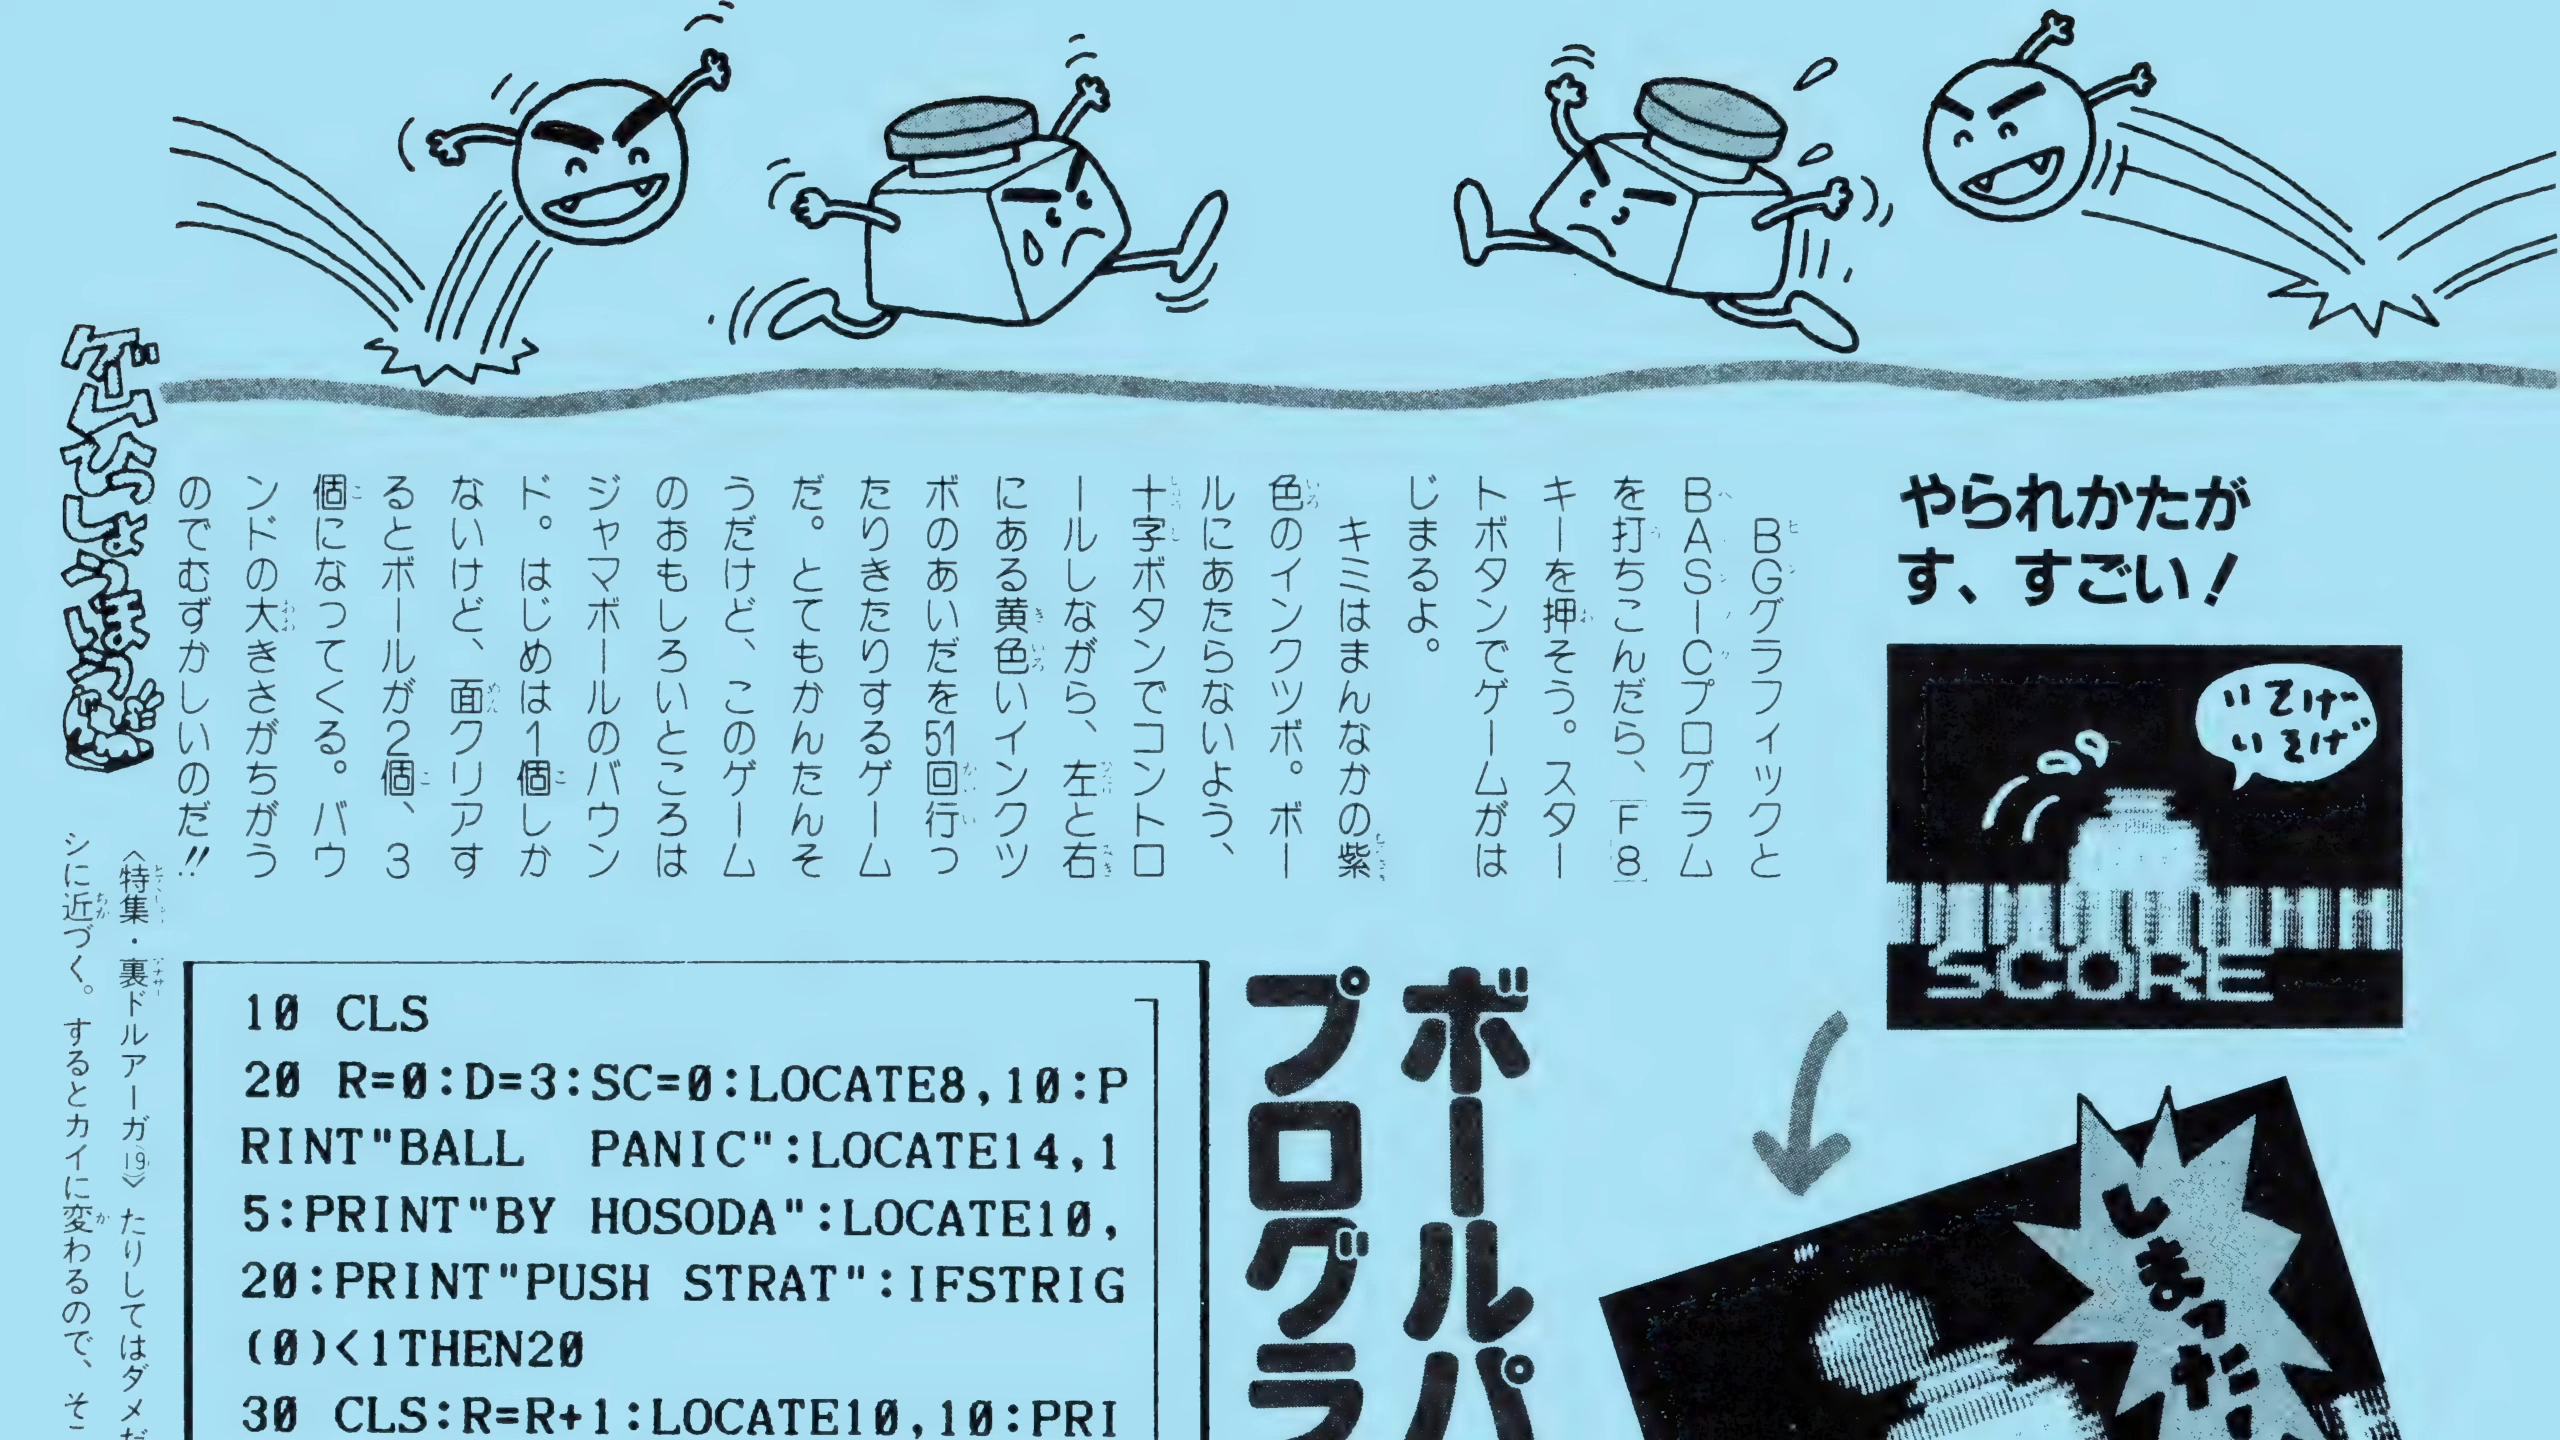 やられかたが
す、すごい!
いそげ
いそげ
SCORE
しまった。
BGグラフィックと
BASICプログラム
を打ちこんだら、F8
キーを押そう。スター
トボタンでゲームがは
じまるよ。
キミはまんなかの紫
色のインクツボ。ボー
ルにあたらないよう、
十字ボタンでコントロ
ールしながら、左と右
にある黄色いインクツ
ボのあいだを51回行っ
たりきたりするゲーム
だ。とてもかんたんそ
うだけど、このゲーム
のおもしろいところは
ジャマボールのバウン
ド。はじめは1個しか
ないけど、面クリアす
るとボールが2個、3
個になってくる。バウ
ンドの大きさがちがう
のでむずかしいのだ!!
ボールパ
プログラ
10 CLS
20 R=0:D=3:SC=0:LOCATE8,10:P
RINT"BALL  PANIC":LOCATE14,1
5:PRINT"BY HOSODA":LOCATE10,
20:PRINT"PUSH STRAT":IFSTRIG
(0)<1THEN20
30 CLS:R=R+1:LOCATE10,10:PRI
ゲームひっしょうほう
〈特集・裏ドルアーガ19〉たりしてはダメだ
シに近づく。するとカイに変わるので、そこ